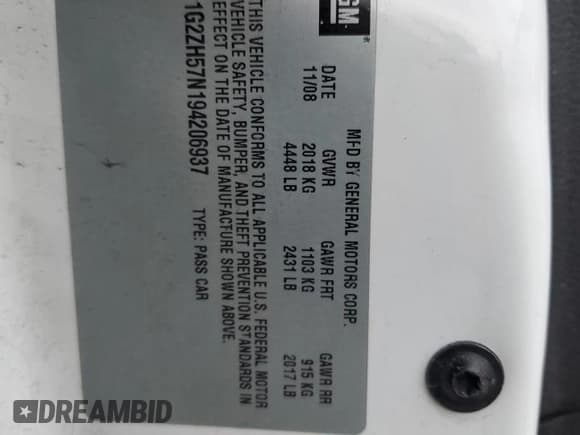 GM
MFD BY GENERAL MOTORS CORP.
DATE GVWR GAWR FRT GAWR RR
11/08 2018 KG 1103 KG 915 KG
4448 LB 2431 LB 2017 LB
THIS VEHICLE CONFORMS TO ALL APPLICABLE U.S. FEDERAL MOTOR
VEHICLE SAFETY, BUMPER, AND THEFT PREVENTION STANDARDS IN
EFFECT ON THE DATE OF MANUFACTURE SHOWN ABOVE.
1G2ZH57N194206937 TYPE: PASS CAR
DREAMBID